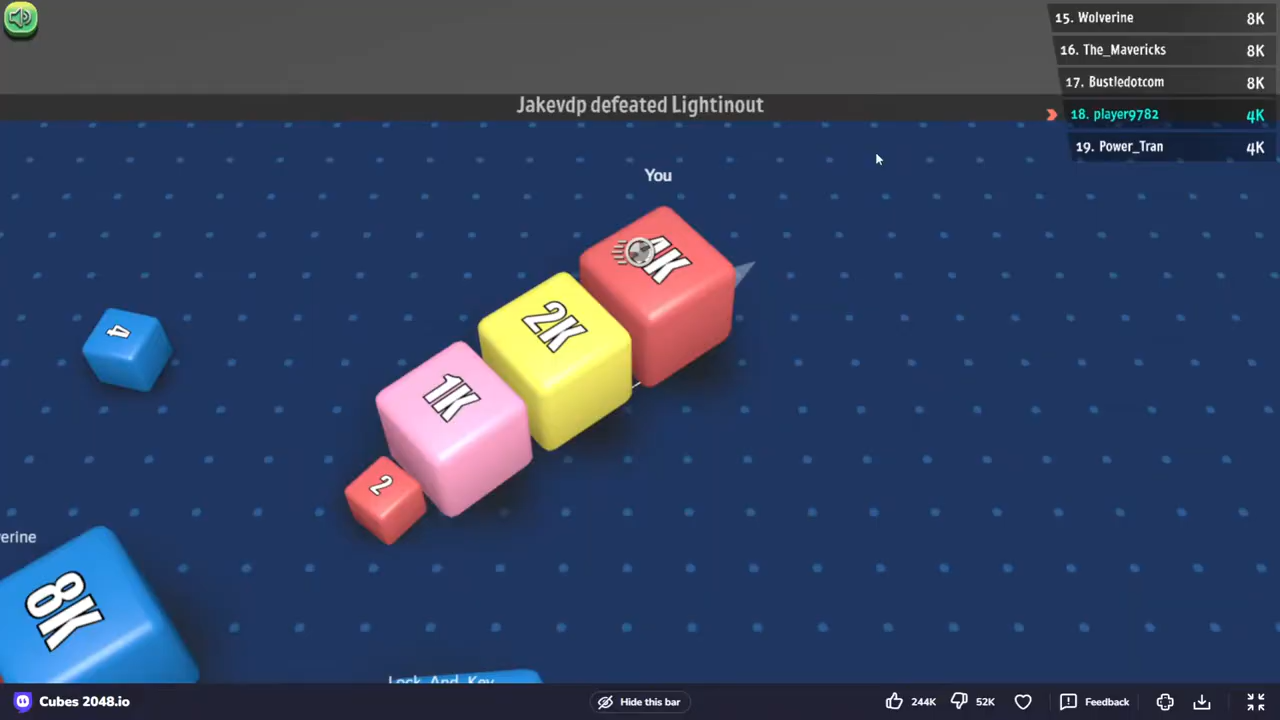 15. Wolverine 8K
16. The_Mavericks 8K
17. Bustledotcom 8K
18. player9782 4K
19. Power_Tran 4K
Jakevdp defeated Lightinout
You
4K
2K
1K
2
4
erine
8K
Lock_And_Key
Cubes 2048.io
Hide this bar
244K
52K
Feedback